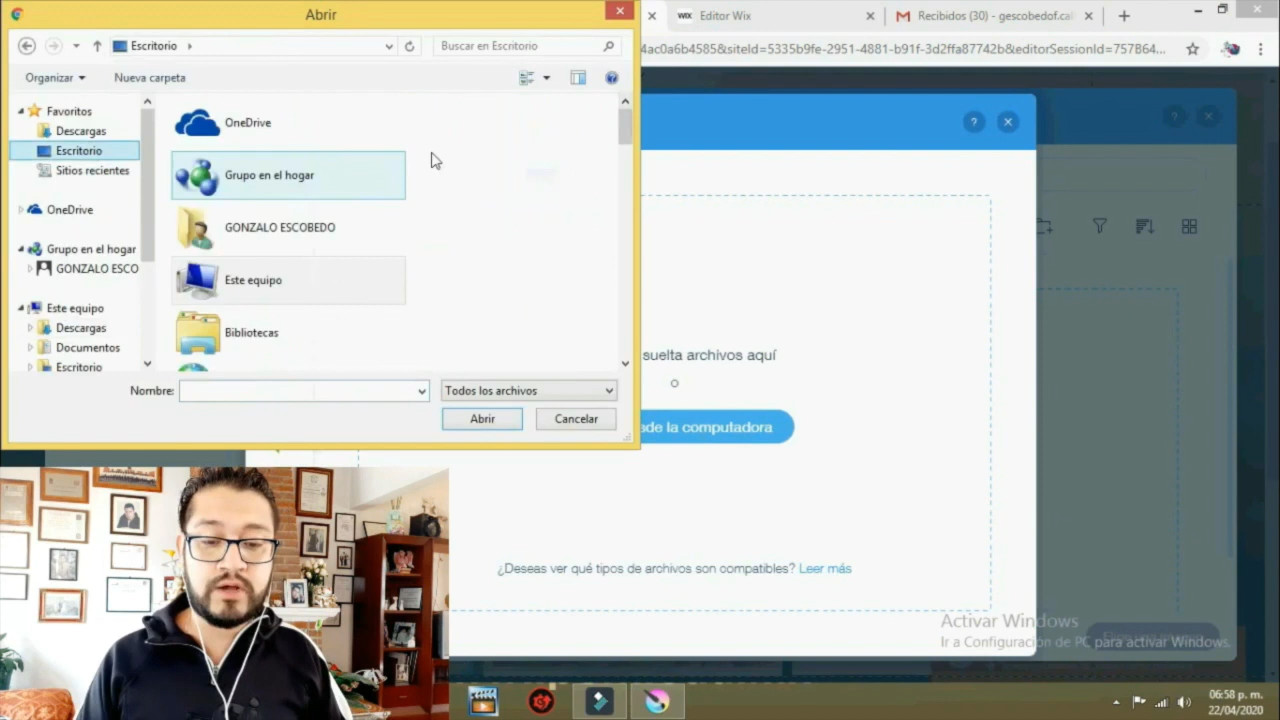 Abrir
Escritorio
Buscar en Escritorio
Organizar
Nueva carpeta
Favoritos
Descargas
Escritorio
Sitios recientes
OneDrive
Grupo en el hogar
GONZALO ESCO
Este equipo
Descargas
Documentos
Escritorio
OneDrive
Grupo en el hogar
GONZALO ESCOBEDO
Este equipo
Bibliotecas
Nombre:
Todos los archivos
Abrir
Cancelar
WIX Editor Wix
Recibidos (30) - gescobedof.cal
4ac0a6b4585&siteId=5335b9fe-2951-4881-b91f-3d2ffa87742b&editorSessionId=757B64...
suelta archivos aquí
o
sde la computadora
¿Deseas ver qué tipos de archivos son compatibles? Leer más
Activar Windows
Ir a Configuración de PC para activar Windows.
06:58 p. m.
22/04/2020